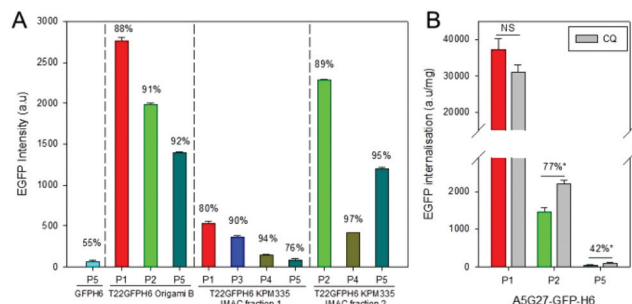 A
EGFP Intensity (a.u)
3000
2500
2000
1500
1000
500
0
55%
88%
91%
92%
80%
90%
94%
76%
89%
97%
95%
P5 P1 P2 P5 P1 P3 P4 P5 P2 P4 P5
GFPH6 T22GFPH6 Origami B T22GFPH6 KPM335 T22GFPH6 KPM335
IMAC fraction 1 IMAC fraction 2
B
EGFP internalisation (a.u/mg)
40000
30000
20000
2000
1000
0
NS
CQ
77%*
42%*
P1 P2 P5
A5G27-GFP-H6